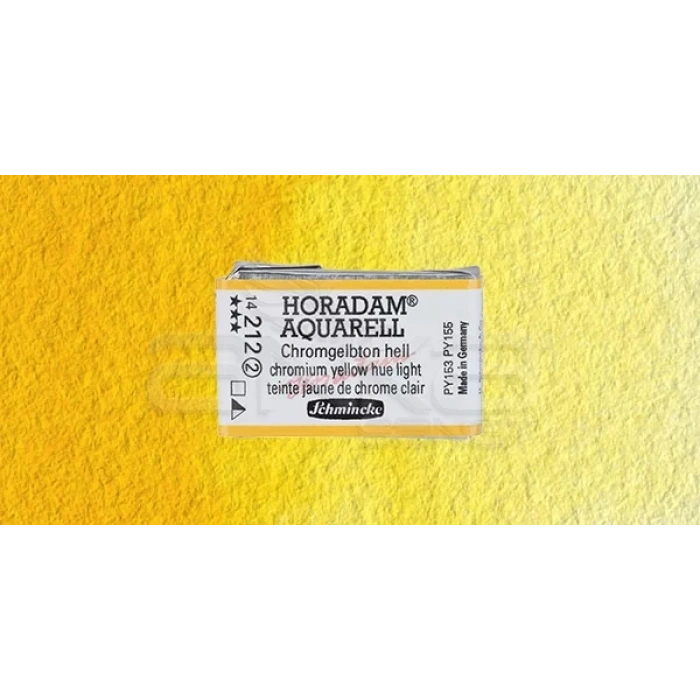 HORADAM®
AQUARELL
Chromgelbton hell
chromium yellow hue light
teinte jaune de chrome clair
Schmincke
★★★
14 212 ②
PY153 PY155
Made in Germany